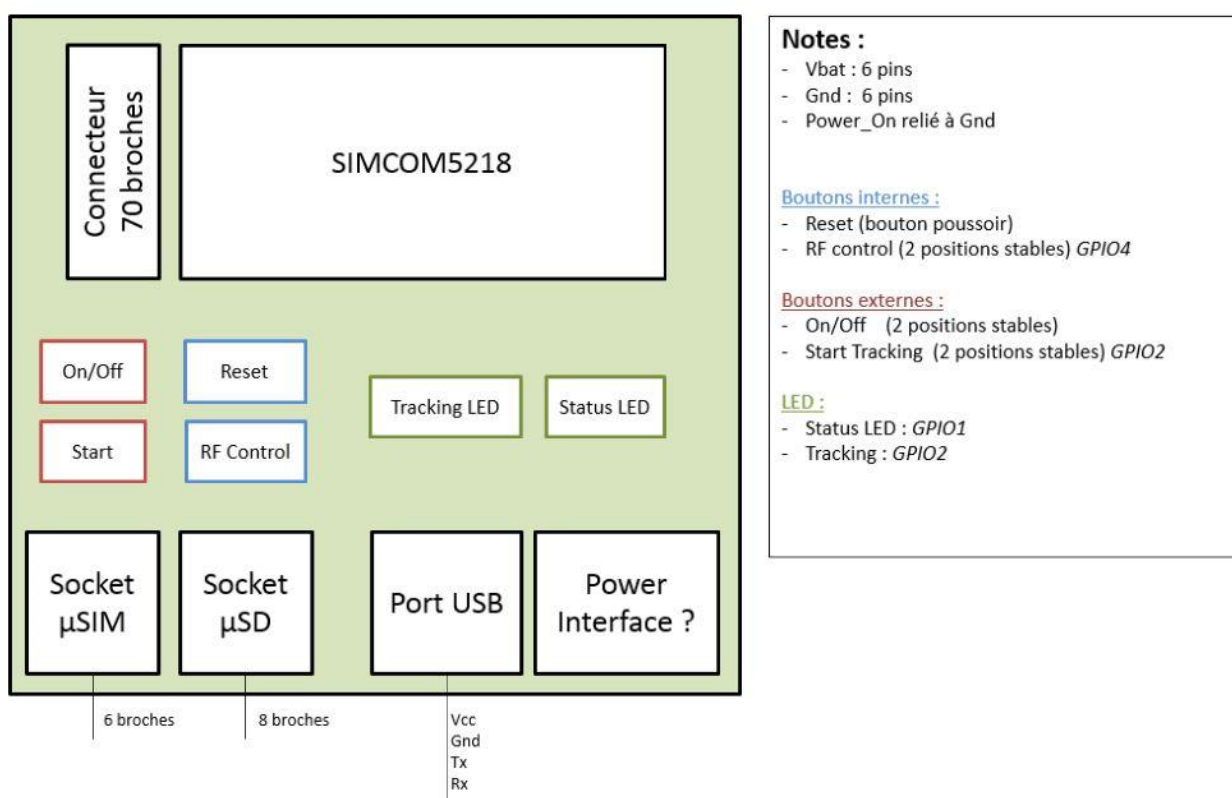 Connecteur
70 broches
SIMCOM5218
On/Off
Reset
Start
RF Control
Tracking LED
Status LED
Socket
µSIM
Socket
µSD
Port USB
Power
Interface ?
6 broches
8 broches
Vcc
Gnd
Tx
Rx
Notes :
- Vbat : 6 pins
- Gnd : 6 pins
- Power_On relié à Gnd
Boutons internes :
- Reset (bouton poussoir)
- RF control (2 positions stables) GPIO4
Boutons externes :
- On/Off (2 positions stables)
- Start Tracking (2 positions stables) GPIO2
LED :
- Status LED : GPIO1
- Tracking : GPIO2